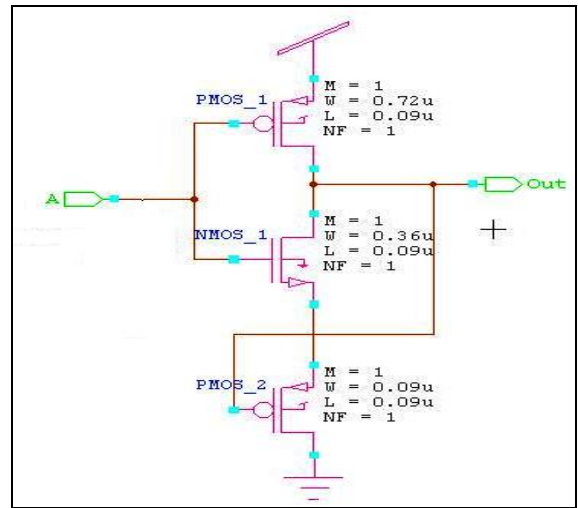 M = 1
PMOS_1
W = 0.72u
L = 0.09u
NF = 1
A
Out
M = 1
NMOS_1
W = 0.36u
L = 0.09u
NF = 1
M = 1
PMOS_2
W = 0.09u
L = 0.09u
NF = 1